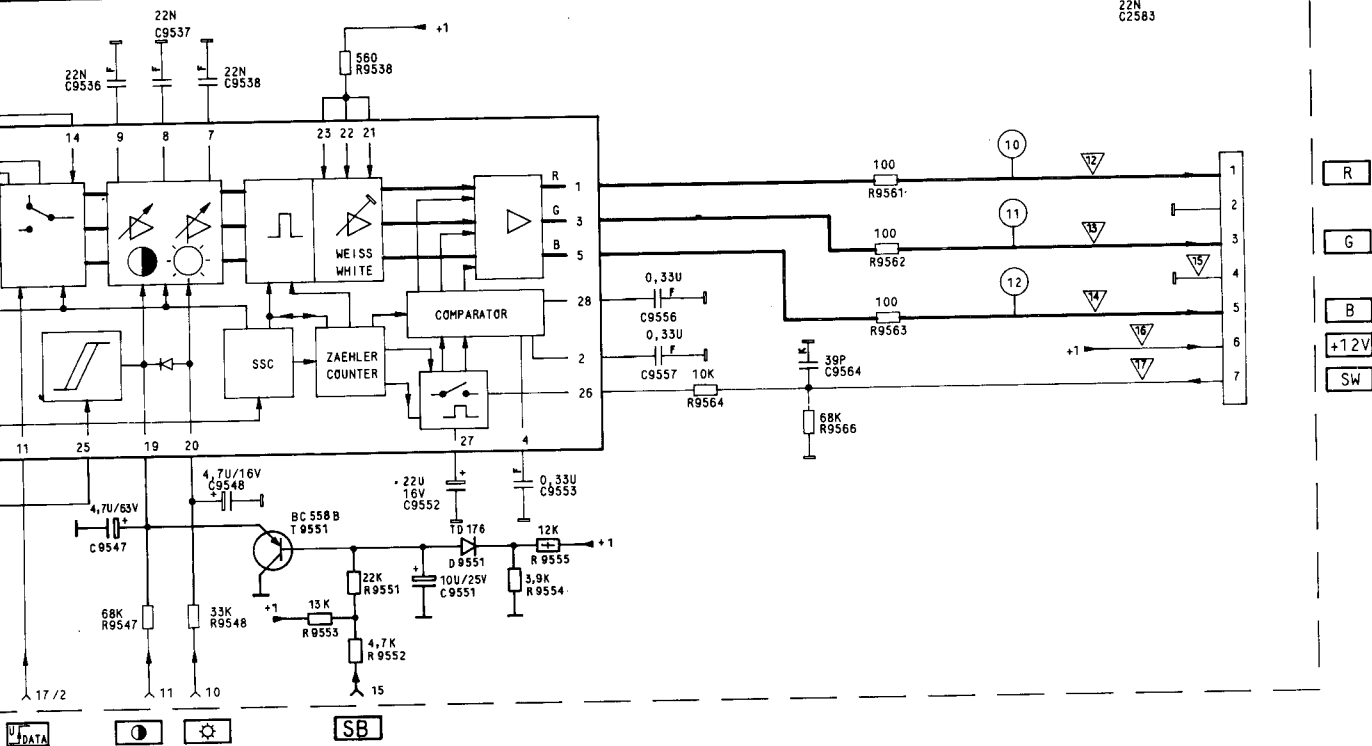 22N
C9537
22N
C2583
+1
560
R9538
22N
C9536
F
F
F
22N
C9538
14
9
8
7
23
22
21
10
100
R9561
12
1
R
2
R
1
G
3
B
5
WEISS
WHITE
11
100
R9562
13
3
G
15
4
12
100
R9563
14
5
B
28
0,33U
F
C9556
COMPARATOR
0,33U
F
C9557
2
16
+1
6
+12V
SSC
ZAEHLER
COUNTER
K
39P
C9564
10K
R9564
26
17
7
SW
68K
R9566
11
25
19
20
27
4
4,7U/16V
C9548
+
.22U
16V
C9552
+
F
0,33U
C9553
4,7U/63V
+
C9547
BC 558 B
T 9551
TD 176
D 9551
12K
R 9555
+1
22K
R 9551
+
10U/25V
C9551
3,9K
R 9554
68K
R9547
33K
R9548
+1
13K
R 9553
4,7K
R 9552
17/2
11
10
15
U
DATA
SB